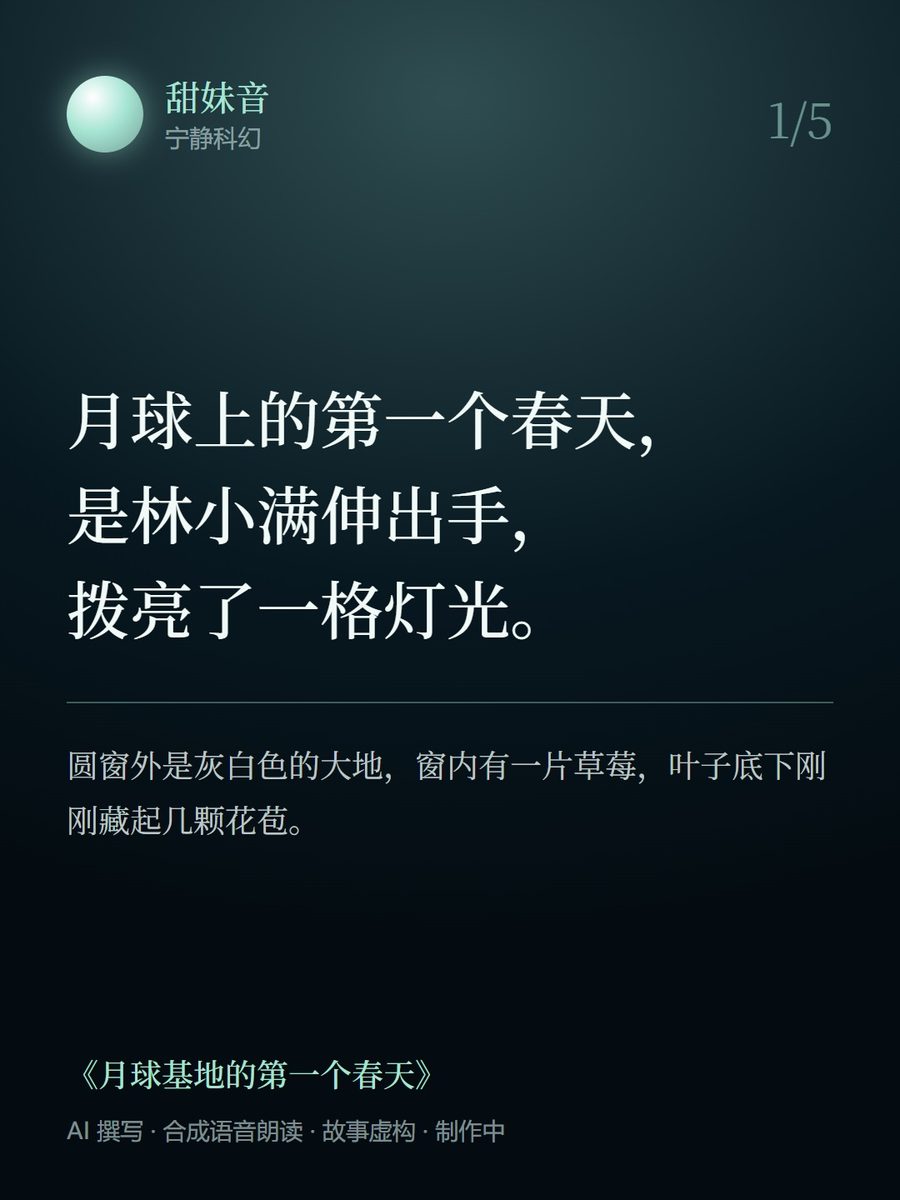 甜妹音
宁静科幻
1/5
月球上的第一个春天，
是林小满伸出手，
拨亮了一格灯光。
圆窗外是灰白色的大地，窗内有一片草莓，叶子底下刚
刚藏起几颗花苞。
《月球基地的第一个春天》
AI 撰写 · 合成语音朗读 · 故事虚构 · 制作中